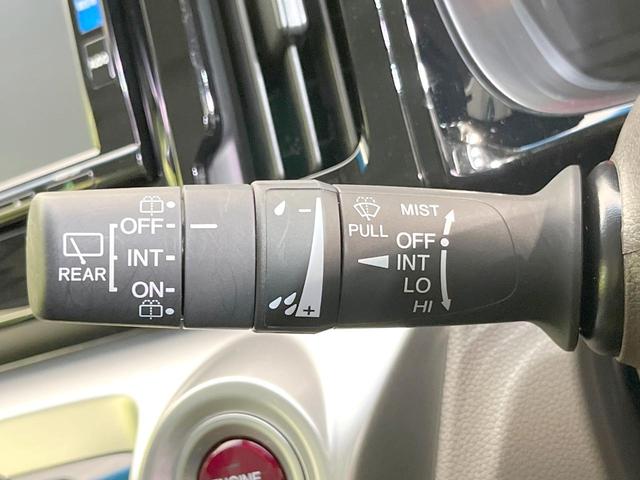 REAR
OFF
INT
ON
-
+
PULL
MIST
OFF
INT
LO
HI
ENGINE